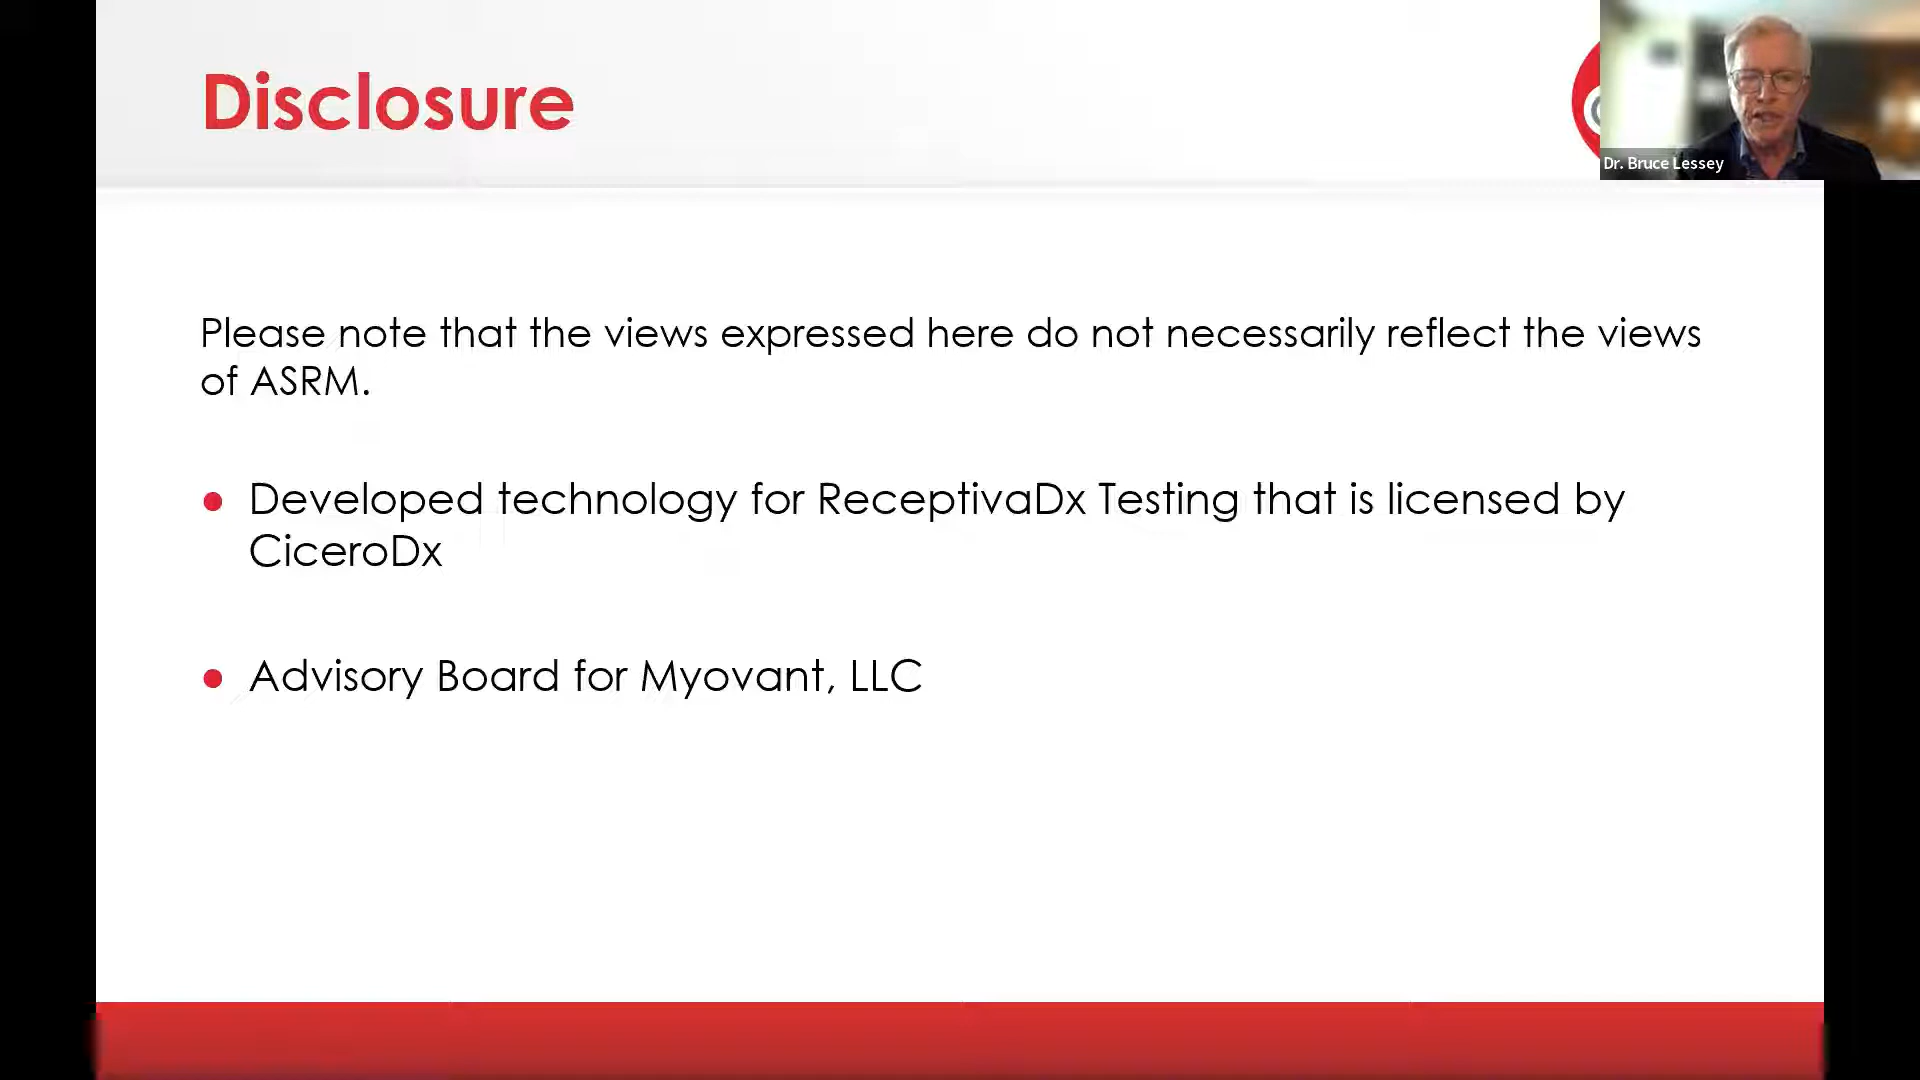 Disclosure
Dr. Bruce Lessey
Please note that the views expressed here do not necessarily reflect the views
of ASRM.
Developed technology for ReceptivaDx Testing that is licensed by
CiceroDx
Advisory Board for Myovant, LLC